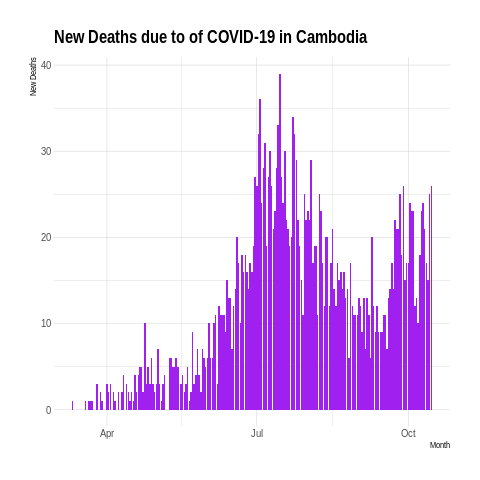 New Deaths due to of COVID-19 in Cambodia
New Deaths
40
30
20
10
0
Apr
Jul
Oct
Month